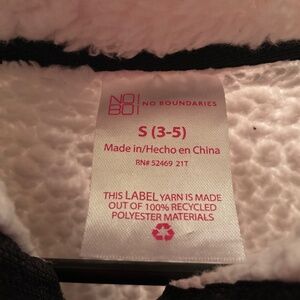 NO!
BO! NO BOUNDARIES
S (3-5)
Made in/Hecho en China
RN# 52469 21T
THIS LABEL YARN IS MADE
OUT OF 100% RECYCLED
POLYESTER MATERIALS